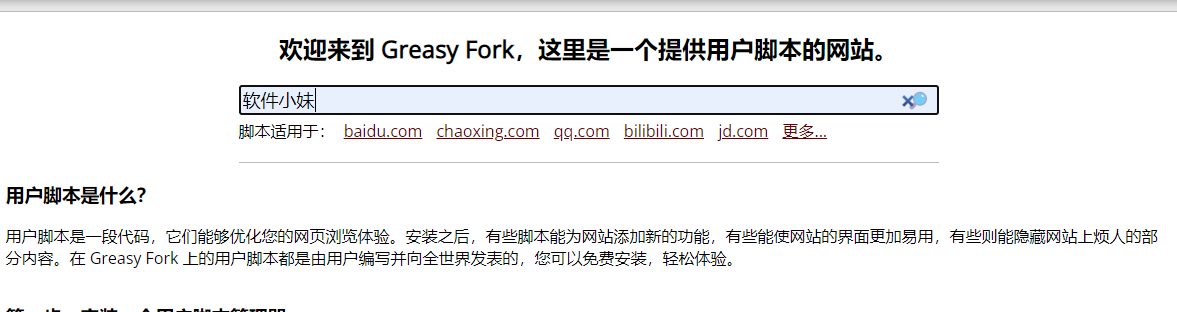 欢迎来到 Greasy Fork，这里是一个提供用户脚本的网站。
软件小妹
脚本适用于： baidu.com chaoxing.com qq.com bilibili.com jd.com 更多...
用户脚本是什么？
用户脚本是一段代码，它们能够优化您的网页浏览体验。安装之后，有些脚本能为网站添加新的功能，有些能使网站的界面更加易用，有些则能隐藏网站上烦人的部
分内容。在 Greasy Fork 上的用户脚本都是由用户编写并向全世界发表的，您可以免费安装，轻松体验。